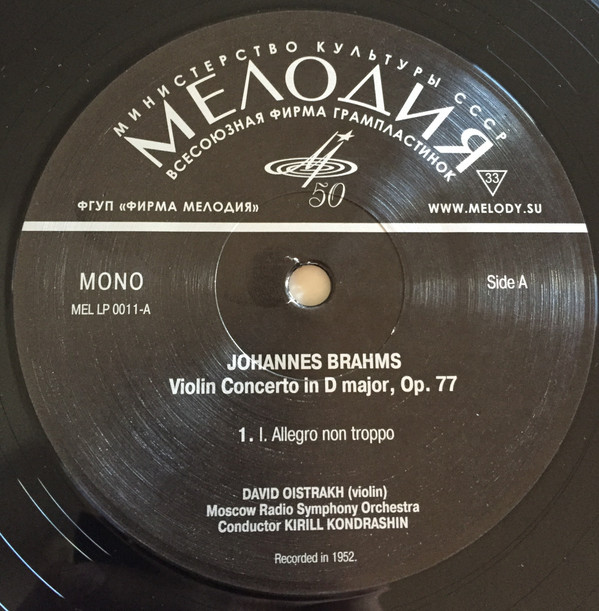 МИНИСТЕРСТВО КУЛЬТУРЫ СССР
МЕЛОДИЯ
ВСЕСОЮЗНАЯ ФИРМА ГРАМПЛАСТИНОК
33
50
ФГУП «ФИРМА МЕЛОДИЯ»
WWW.MELODY.SU
MONO
Side A
MEL LP 0011-A
JOHANNES BRAHMS
Violin Concerto in D major, Op. 77
1. I. Allegro non troppo
DAVID OISTRAKH (violin)
Moscow Radio Symphony Orchestra
Conductor KIRILL KONDRASHIN
Recorded in 1952.